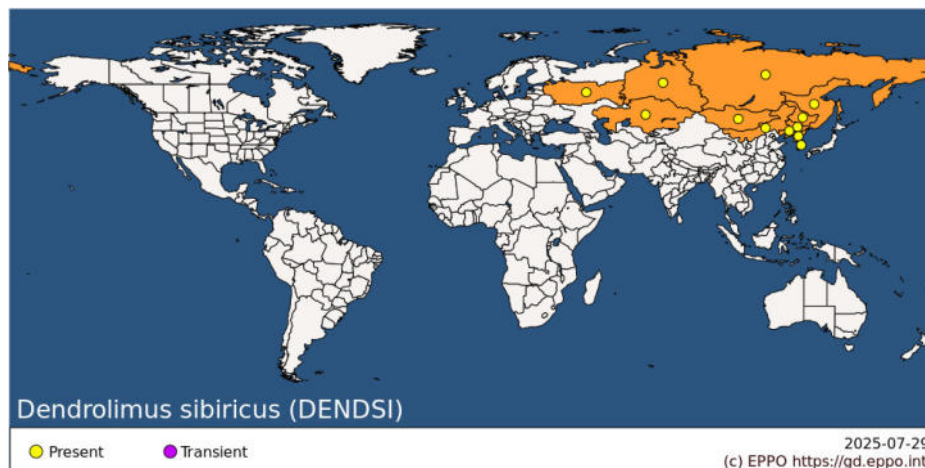 Dendrolimus sibiricus (DENDSI)
Present
Transient
2025-07-29
(c) EPPO https://gd.eppo.int